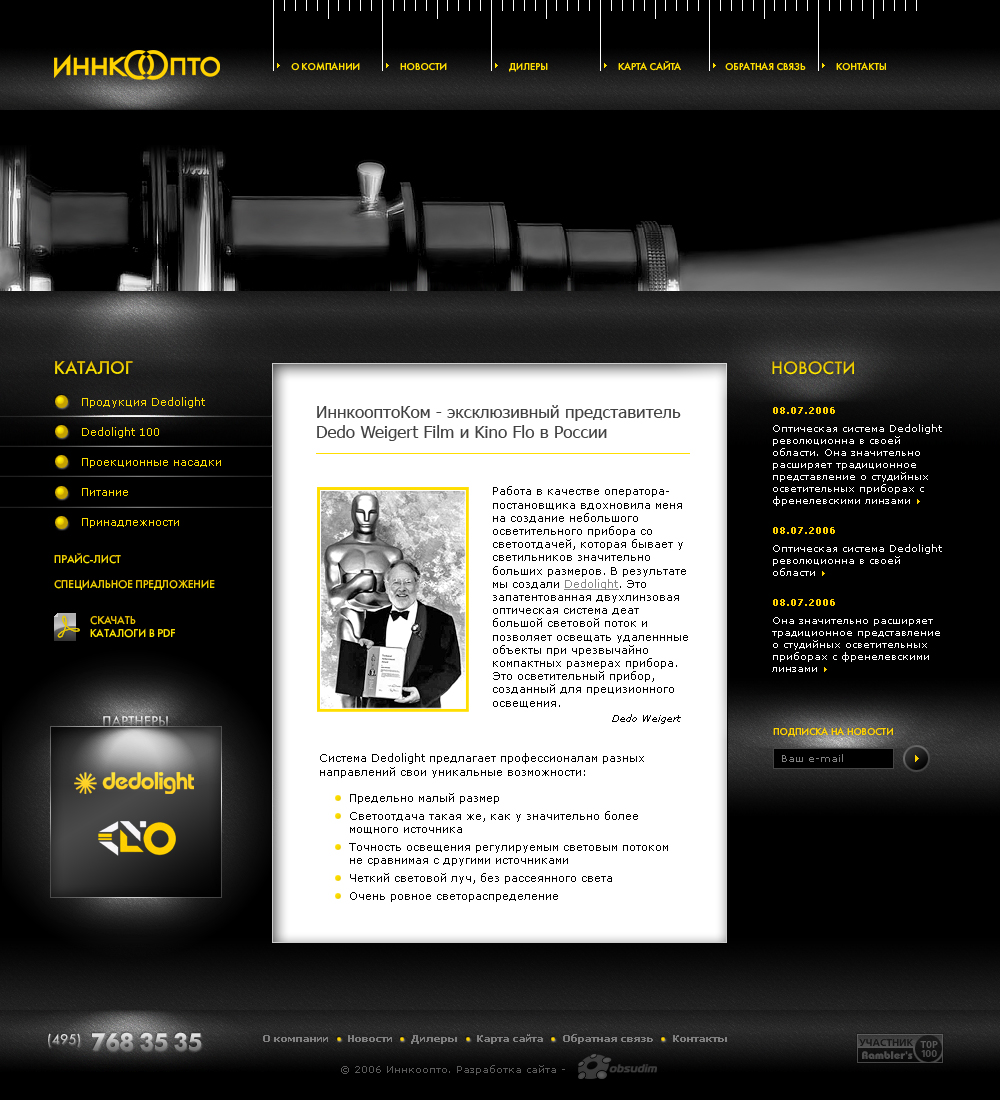 ИННКООПТО
О КОМПАНИИ
НОВОСТИ
ДИЛЕРЫ
КАРТА САЙТА
ОБРАТНАЯ СВЯЗЬ
КОНТАКТЫ
КАТАЛОГ
Продукция Dedolight
Dedolight 100
Проекционные насадки
Питание
Принадлежности
ПРАЙС-ЛИСТ
СПЕЦИАЛЬНОЕ ПРЕДЛОЖЕНИЕ
СКАЧАТЬ
КАТАЛОГИ В PDF
ПАРТНЕРЫ
dedolight
ИннкооптоКом - эксклюзивный представитель
Dedo Weigert Film и Kino Flo в России
Работа в качестве оператора-
постановщика вдохновила меня
на создание небольшого
осветительного прибора со
светоотдачей, которая бывает у
светильников значительно
больших размеров. В результате
мы создали Dedolight. Это
запатентованная двухлинзовая
оптическая система деат
большой световой поток и
позволяет освещать удаленнные
объекты при чрезвычайно
компактных размерах прибора.
Это осветительный прибор,
созданный для прецизионного
освещения.
Dedo Weigert
Система Dedolight предлагает профессионалам разных
направлений свои уникальные возможности:
Предельно малый размер
Светоотдача такая же, как у значительно более
мощного источника
Точность освещения регулируемым световым потоком
не сравнимая с другими источниками
Четкий световой луч, без рассеянного света
Очень ровное светораспределение
НОВОСТИ
08.07.2006
Оптическая система Dedolight
революционна в своей
области. Она значительно
расширяет традиционное
представление о студийных
осветительных приборах с
френелевскими линзами
08.07.2006
Оптическая система Dedolight
революционна в своей
области
08.07.2006
Она значительно расширяет
традиционное представление
о студийных осветительных
приборах с френелевскими
линзами
ПОДПИСКА НА НОВОСТИ
Ваш e-mail
(495) 768 35 35
О компании
Новости
Дилеры
Карта сайта
Обратная связь
Контакты
© 2006 Иннкоопто. Разработка сайта -
obsudim
УЧАСТНИК
Rambler's
TOP
100